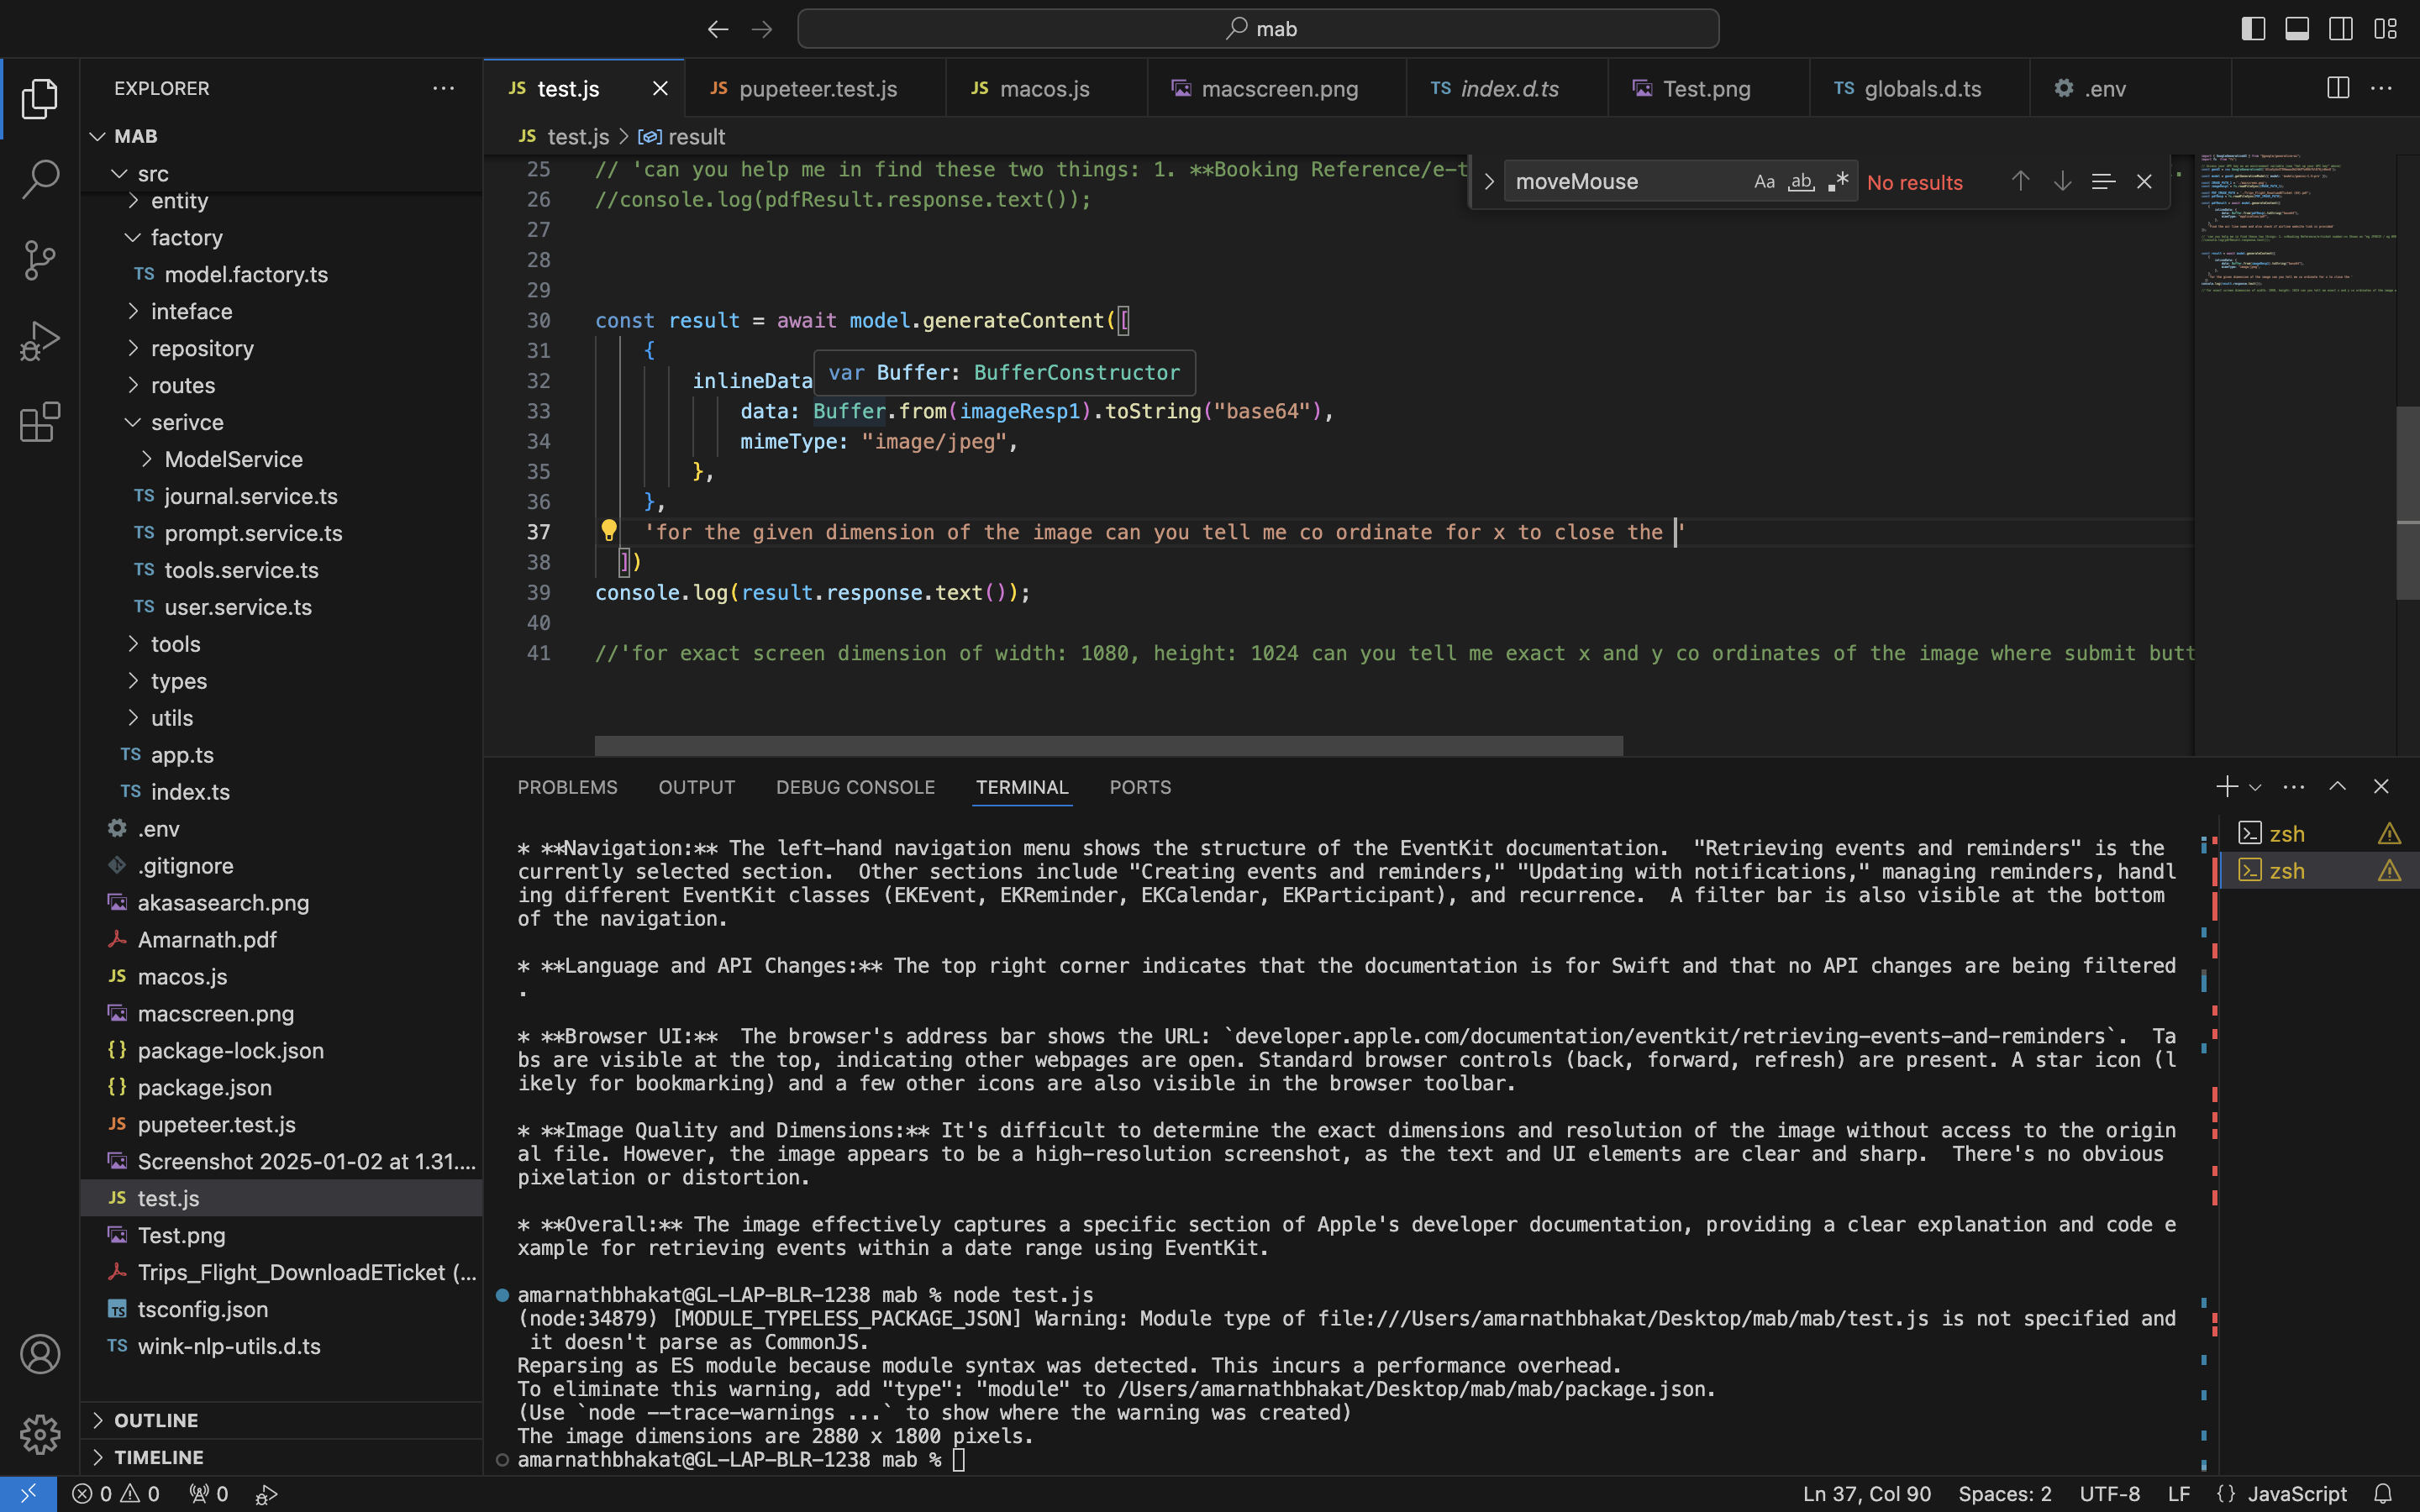 mab
EXPLORER
MAB
src
entity
factory
TS model.factory.ts
inteface
repository
routes
serivce
ModelService
TS journal.service.ts
TS prompt.service.ts
TS tools.service.ts
TS user.service.ts
tools
types
utils
TS app.ts
TS index.ts
.env
.gitignore
akasasearch.png
Amarnath.pdf
JS macos.js
macscreen.png
{} package-lock.json
{} package.json
JS pupeteer.test.js
Screenshot 2025-01-02 at 1.31....
JS test.js
Test.png
Trips_Flight_DownloadETicket (...
TS tsconfig.json
TS wink-nlp-utils.d.ts
OUTLINE
TIMELINE
JS test.js JS pupeteer.test.js JS macos.js macscreen.png TS index.d.ts Test.png TS globals.d.ts .env
JS test.js > result
moveMouse Aa ab .* No results
25 // 'can you help me in find these two things: 1. **Booking Reference/e-t
26 //console.log(pdfResult.response.text());
27
28
29
30 const result = await model.generateContent([
31 {
var Buffer: BufferConstructor
32 inlineData
33 data: Buffer.from(imageResp1).toString("base64"),
34 mimeType: "image/jpeg",
35 },
36 },
37 'for the given dimension of the image can you tell me co ordinate for x to close the '
38 ])
39 console.log(result.response.text());
40
41 //'for exact screen dimension of width: 1080, height: 1024 can you tell me exact x and y co ordinates of the image where submit butt
PROBLEMS OUTPUT DEBUG CONSOLE TERMINAL PORTS
zsh
zsh
* **Navigation:** The left-hand navigation menu shows the structure of the EventKit documentation.  "Retrieving events and reminders" is the
currently selected section.  Other sections include "Creating events and reminders," "Updating with notifications," managing reminders, handl
ing different EventKit classes (EKEvent, EKReminder, EKCalendar, EKParticipant), and recurrence.  A filter bar is also visible at the bottom
of the navigation.
* **Language and API Changes:** The top right corner indicates that the documentation is for Swift and that no API changes are being filtered
.
* **Browser UI:**  The browser's address bar shows the URL: `developer.apple.com/documentation/eventkit/retrieving-events-and-reminders`.  Ta
bs are visible at the top, indicating other webpages are open. Standard browser controls (back, forward, refresh) are present. A star icon (l
ikely for bookmarking) and a few other icons are also visible in the browser toolbar.
* **Image Quality and Dimensions:** It's difficult to determine the exact dimensions and resolution of the image without access to the origin
al file. However, the image appears to be a high-resolution screenshot, as the text and UI elements are clear and sharp.  There's no obvious
pixelation or distortion.
* **Overall:** The image effectively captures a specific section of Apple's developer documentation, providing a clear explanation and code e
xample for retrieving events within a date range using EventKit.
amarnathbhakat@GL-LAP-BLR-1238 mab % node test.js
(node:34879) [MODULE_TYPELESS_PACKAGE_JSON] Warning: Module type of file:///Users/amarnathbhakat/Desktop/mab/mab/test.js is not specified and
it doesn't parse as CommonJS.
Reparsing as ES module because module syntax was detected. This incurs a performance overhead.
To eliminate this warning, add "type": "module" to /Users/amarnathbhakat/Desktop/mab/mab/package.json.
(Use `node --trace-warnings ...` to show where the warning was created)
The image dimensions are 2880 x 1800 pixels.
amarnathbhakat@GL-LAP-BLR-1238 mab %
0 0 0 Ln 37, Col 90 Spaces: 2 UTF-8 LF {} JavaScript